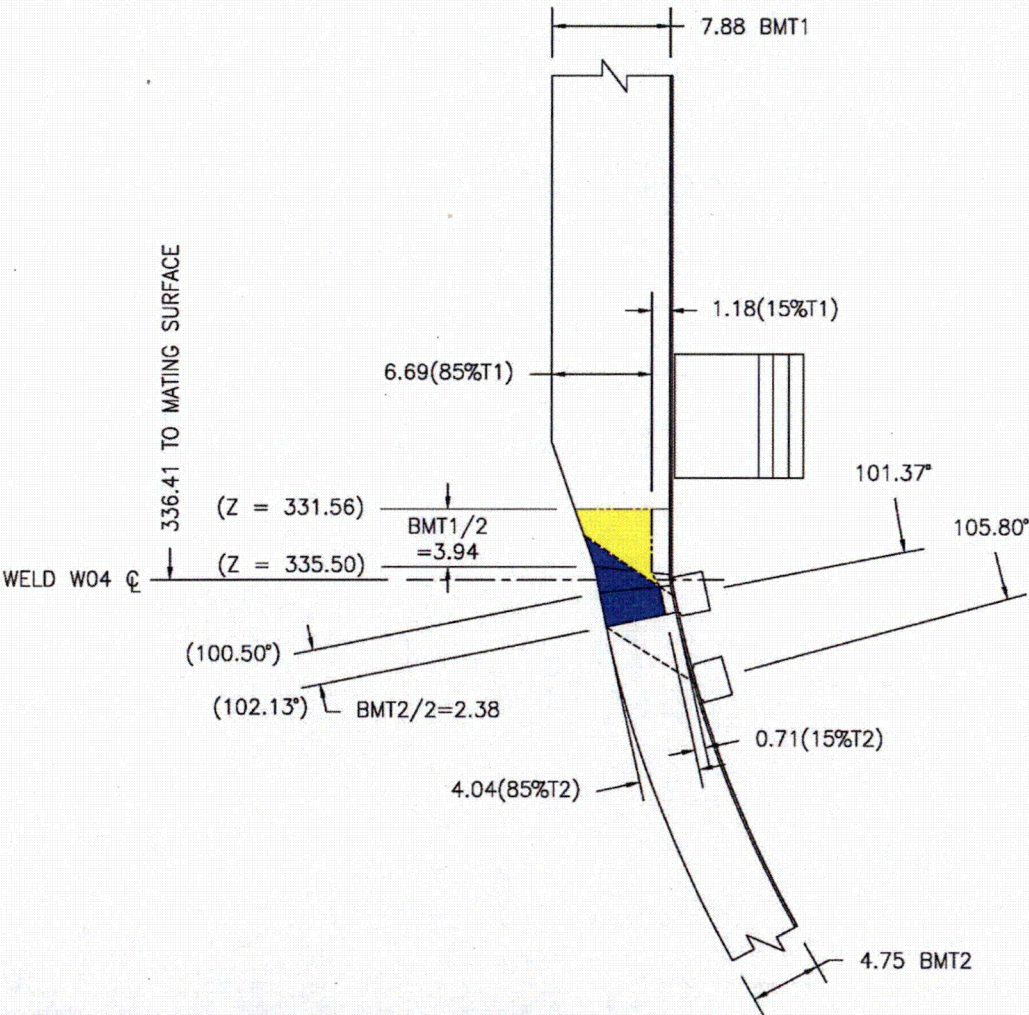 7.88 BMT1
336.41 TO MATING SURFACE
1.18(15%T1)
6.69(85%T1)
101.37°
105.80°
(Z = 331.56)
BMT1/2
=3.94
(Z = 335.50)
WELD W04 ℄
(100.50°)
(102.13°)
BMT2/2=2.38
0.71(15%T2)
4.04(85%T2)
4.75 BMT2